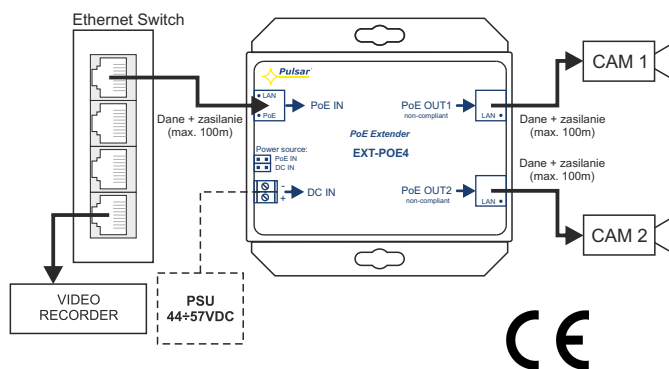 Ethernet Switch
Pulsar
LAN
PoE
PoE IN
PoE OUT1
non-compliant
LAN
CAM 1
Dane + zasilanie
(max. 100m)
Dane + zasilanie
(max. 100m)
PoE Extender
EXT-POE4
Power source:
PoE IN
DC IN
- 
+
DC IN
PoE OUT2
non-compliant
LAN
Dane + zasilanie
(max. 100m)
CAM 2
VIDEO
RECORDER
PSU
44÷57VDC
CE